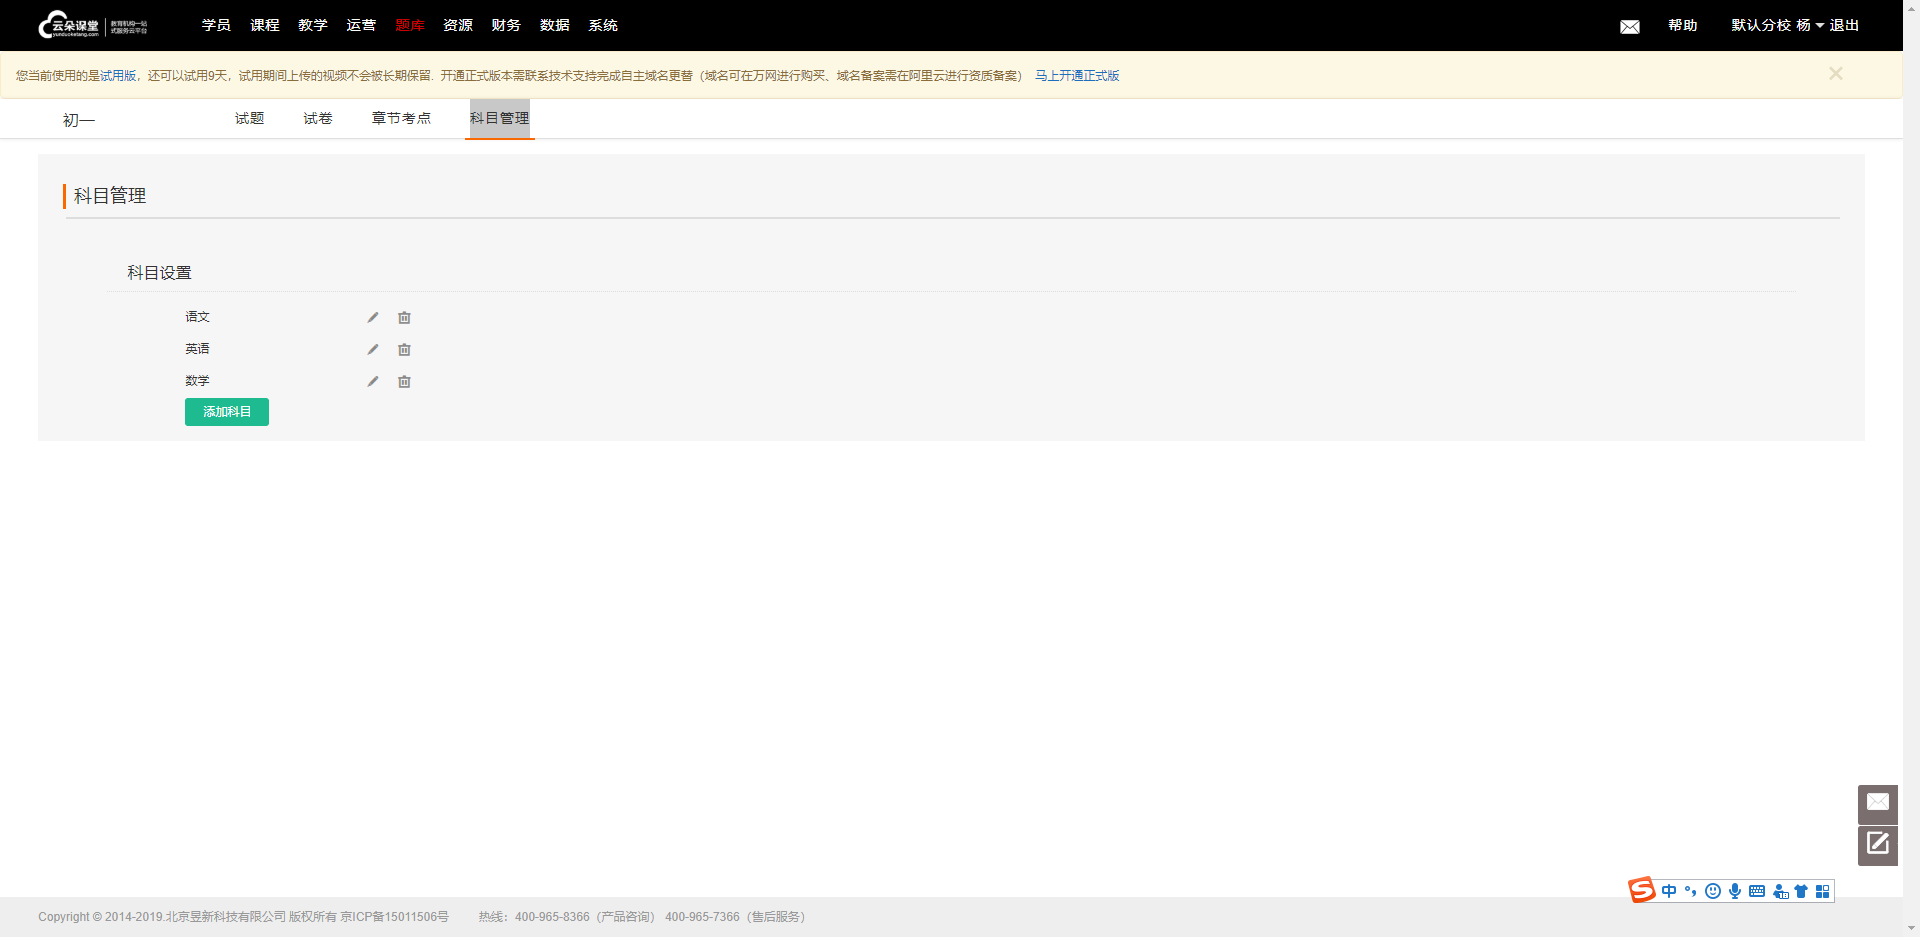 云朵课堂 yunduoketang.com 教育机构一站式服务云平台
学员 课程 教学 运营 题库 资源 财务 数据 系统 帮助 默认分校 杨 退出
您当前使用的是试用版，还可以试用9天，试用期间上传的视频不会被长期保留. 开通正式版本需联系技术支持完成自主域名更替（域名可在万网进行购买、域名备案需在阿里云进行资质备案） 马上开通正式版
初一 试题 试卷 章节考点 科目管理
科目管理
科目设置
语文
英语
数学
添加科目
中
Copyright © 2014-2019.北京昱新科技有限公司 版权所有 京ICP备15011506号 热线：400-965-8366（产品咨询） 400-965-7366（售后服务）